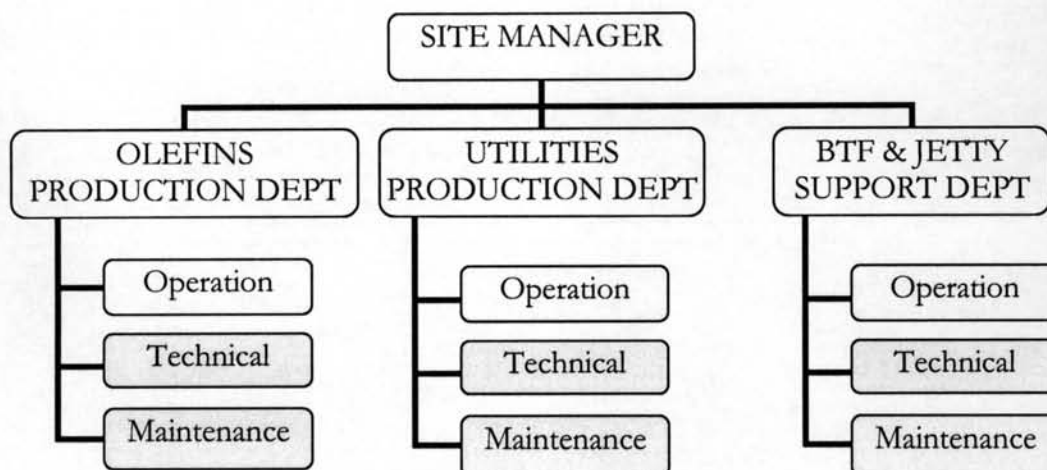 SITE MANAGER
OLEFINS
PRODUCTION DEPT
UTILITIES
PRODUCTION DEPT
BTF & JETTY
SUPPORT DEPT
Operation
Technical
Maintenance
Operation
Technical
Maintenance
Operation
Technical
Maintenance